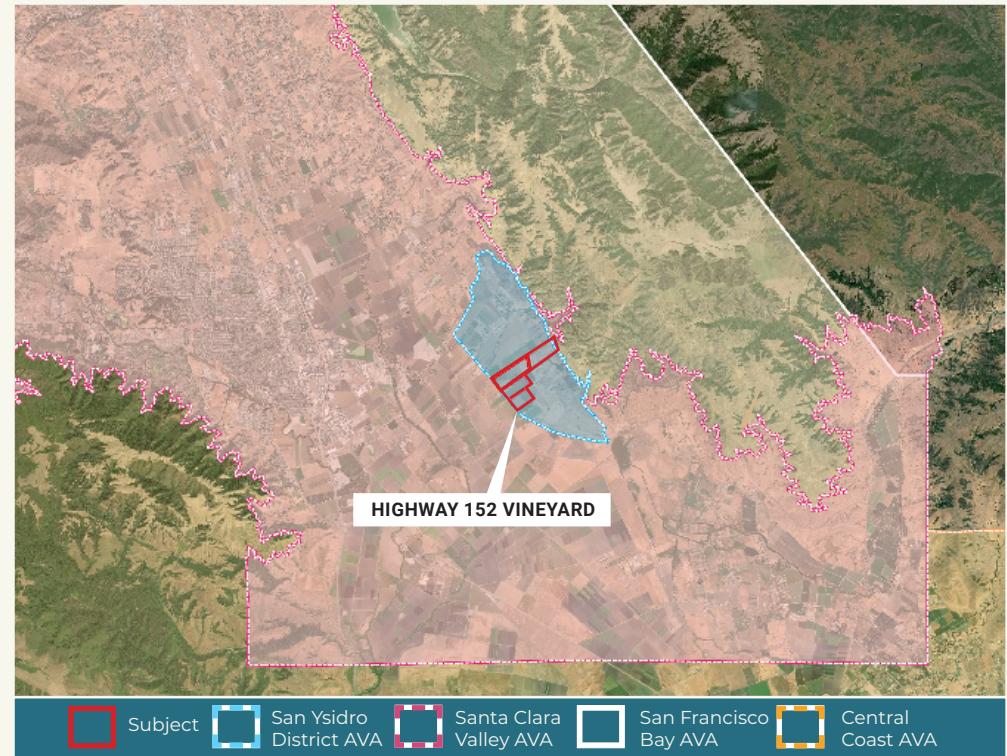 HIGHWAY 152 VINEYARD
Subject
San Ysidro
District AVA
Santa Clara
Valley AVA
San Francisco
Bay AVA
Central
Coast AVA